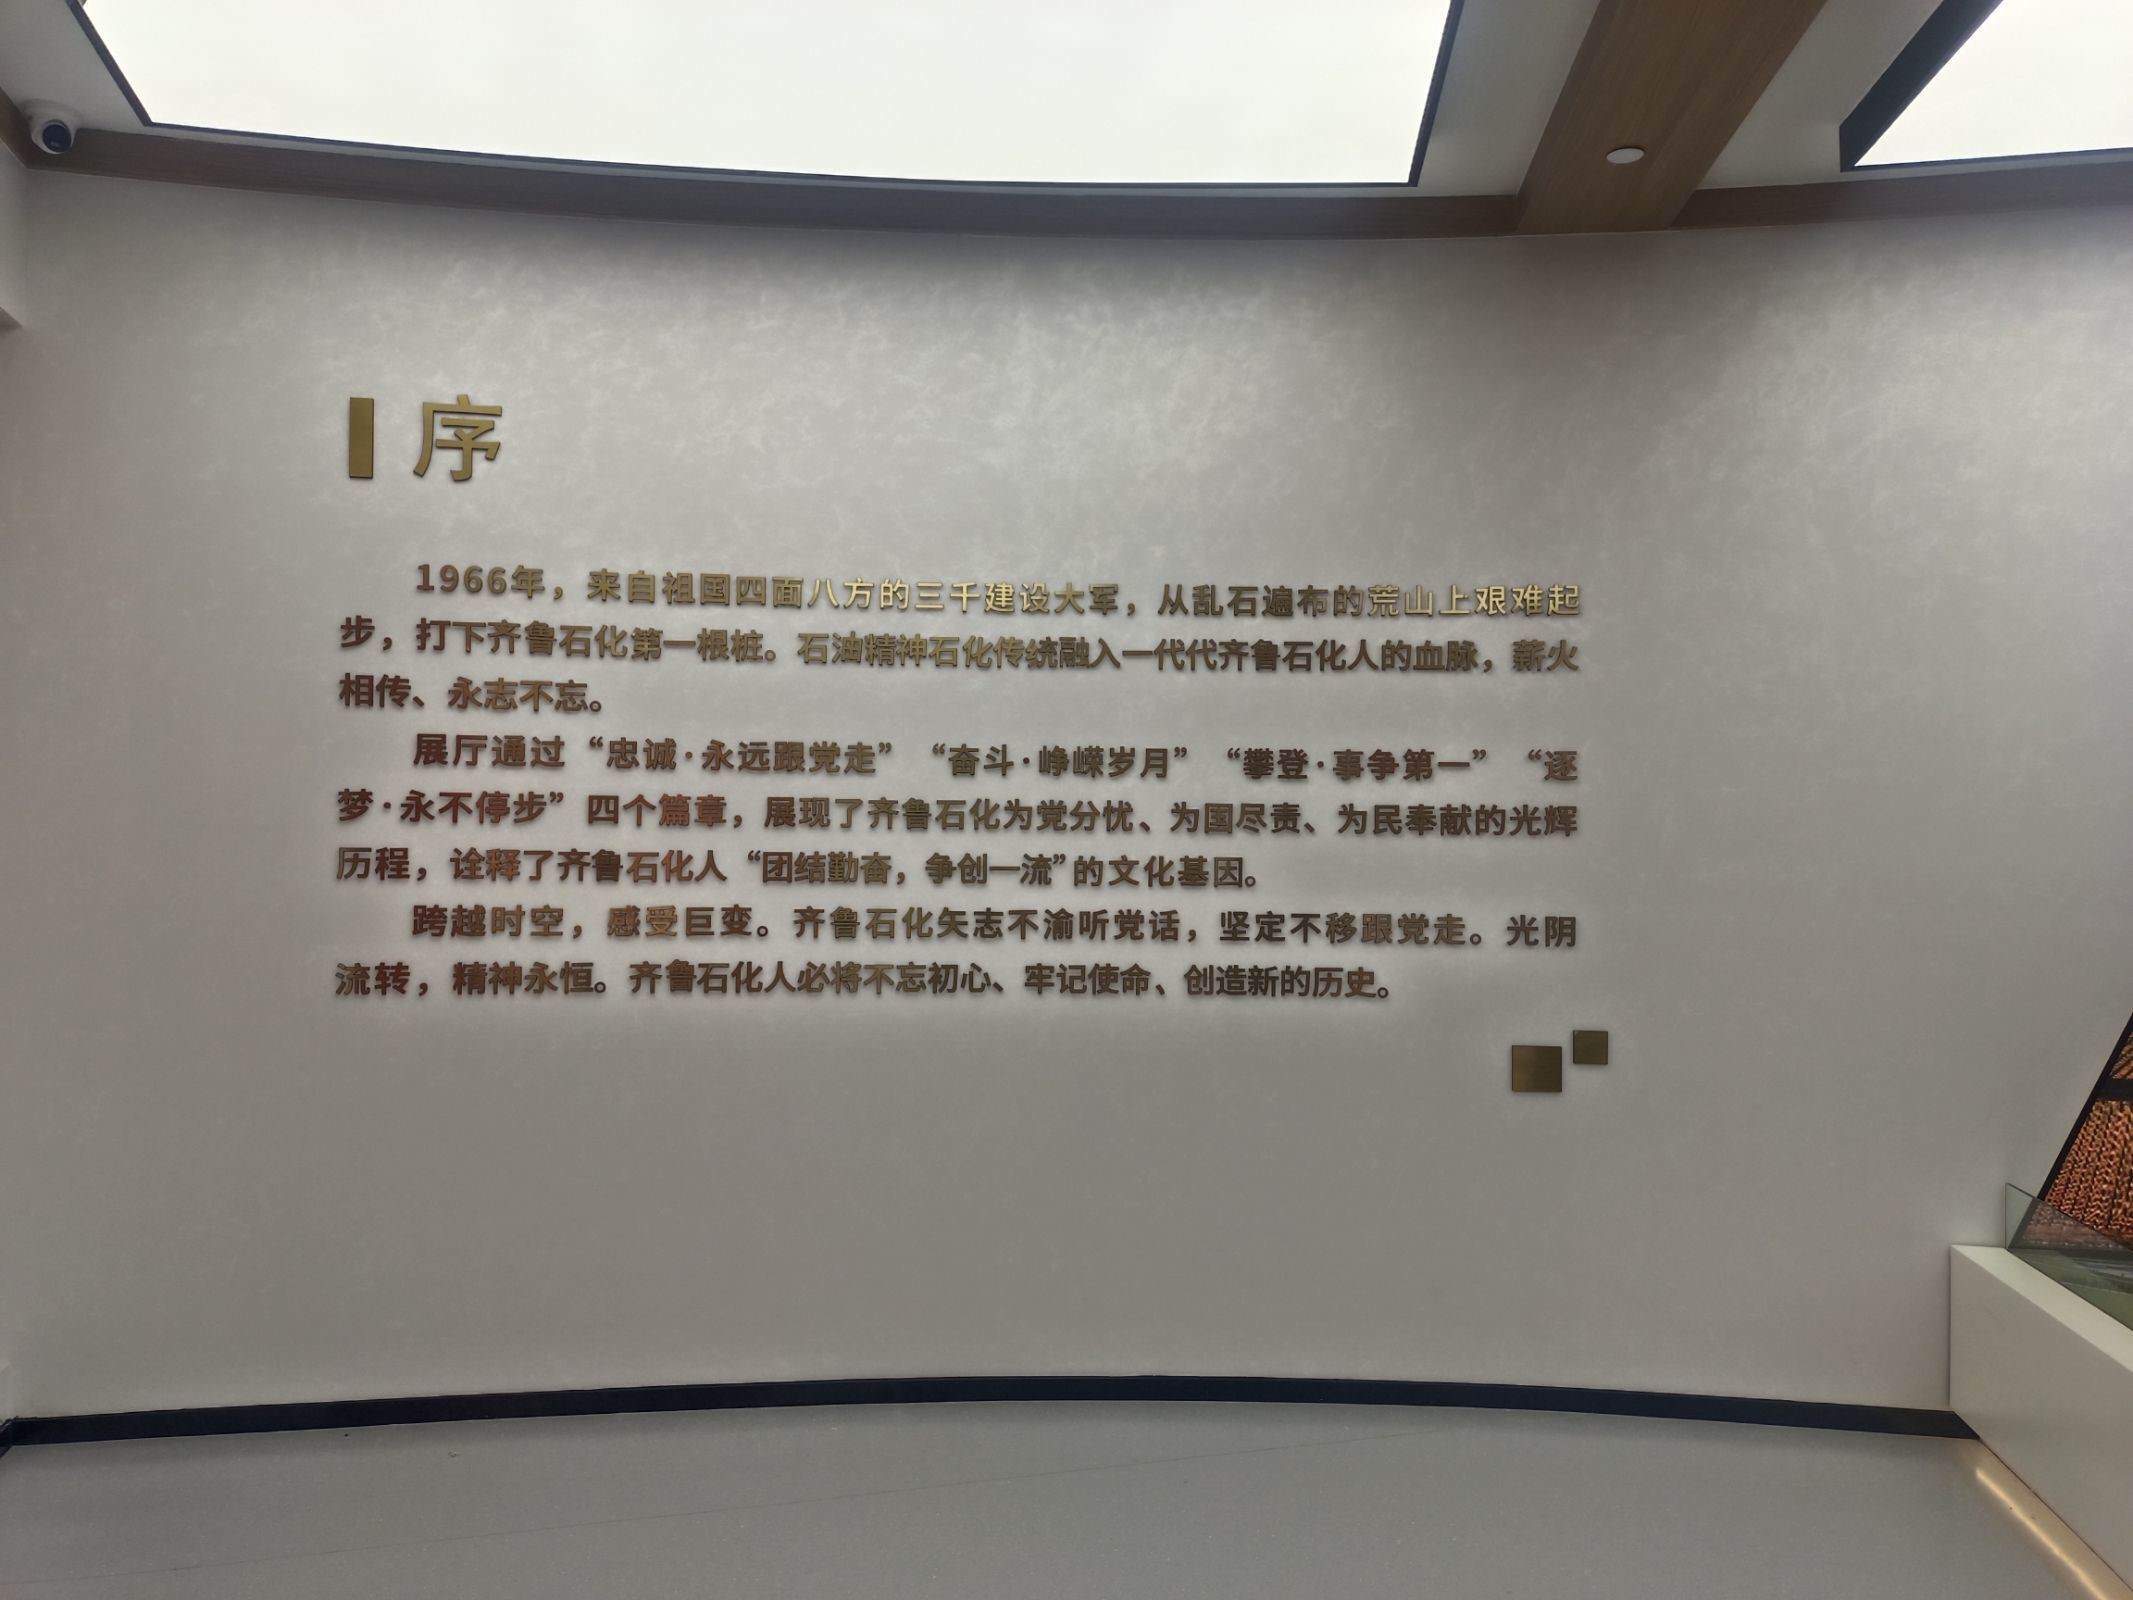 序
1966年，来自祖国四面八方的三千建设大军，从乱石遍布的荒山上艰难起
步，打下齐鲁石化第一根桩。石油精神石化传统融入一代代齐鲁石化人的血脉，薪火
相传、永志不忘。
展厅通过“忠诚·永远跟党走”“奋斗·峥嵘岁月”“攀登·事争第一”“逐
梦·永不停步”四个篇章，展现了齐鲁石化为党分忧、为国尽责、为民奉献的光辉
历程，诠释了齐鲁石化人“团结勤奋，争创一流”的文化基因。
跨越时空，感受巨变。齐鲁石化矢志不渝听党话，坚定不移跟党走。光阴
流转，精神永恒。齐鲁石化人必将不忘初心、牢记使命、创造新的历史。